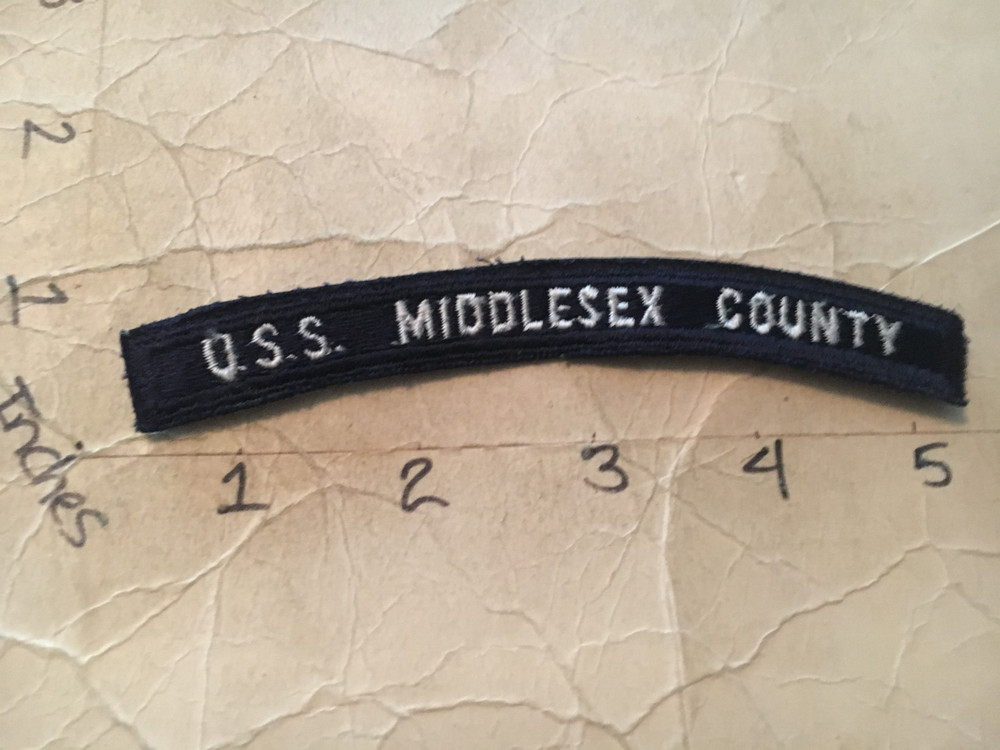 2
1
U.S.S. MIDDLESEX COUNTY
Inches
1 2 3 4 5